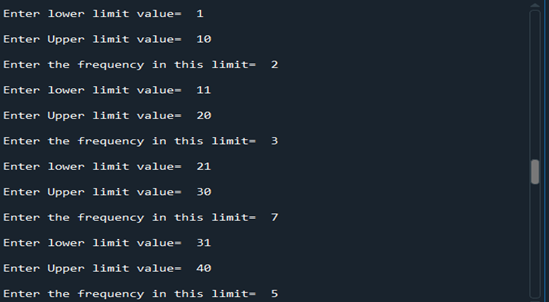 Enter lower limit value=  1
Enter Upper limit value=  10
Enter the frequency in this limit=  2
Enter lower limit value=  11
Enter Upper limit value=  20
Enter the frequency in this limit=  3
Enter lower limit value=  21
Enter Upper limit value=  30
Enter the frequency in this limit=  7
Enter lower limit value=  31
Enter Upper limit value=  40
Enter the frequency in this limit=  5